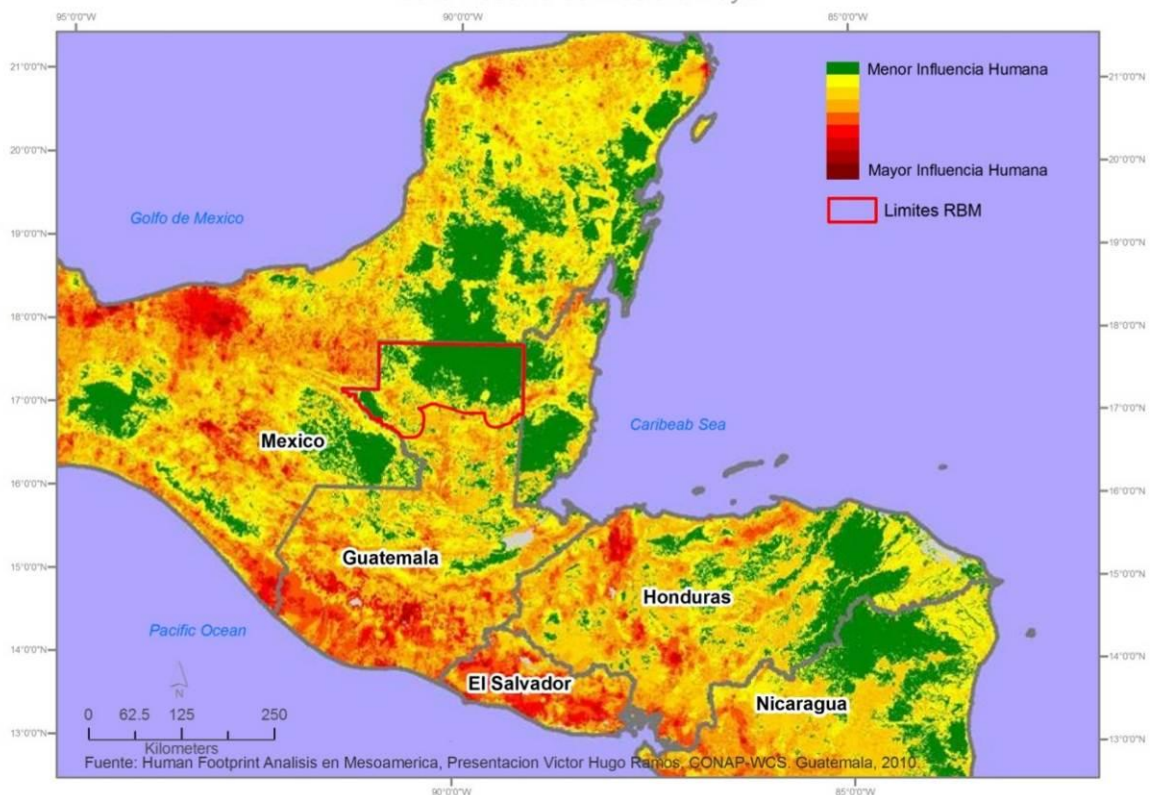 95°0'0"W 90°0'0"W 85°0'0"W
21°0'0"N 21°0'0"N
Menor Influencia Humana
20°0'0"N 20°0'0"N
Mayor Influencia Humana
Limites RBM
Golfo de Mexico
19°0'0"N 19°0'0"N
18°0'0"N 18°0'0"N
17°0'0"N 17°0'0"N
Caribeab Sea
Mexico
16°0'0"N 16°0'0"N
Guatemala
15°0'0"N 15°0'0"N
Honduras
Pacific Ocean
14°0'0"N 14°0'0"N
N
El Salvador
Nicaragua
0 62.5 125 250
13°0'0"N 13°0'0"N
Kilometers
Fuente: Human Footprint Analisis en Mesoamerica, Presentacion Victor Hugo Ramos, CONAP-WCS. Guatemala, 2010.
90°0'0"W 85°0'0"W